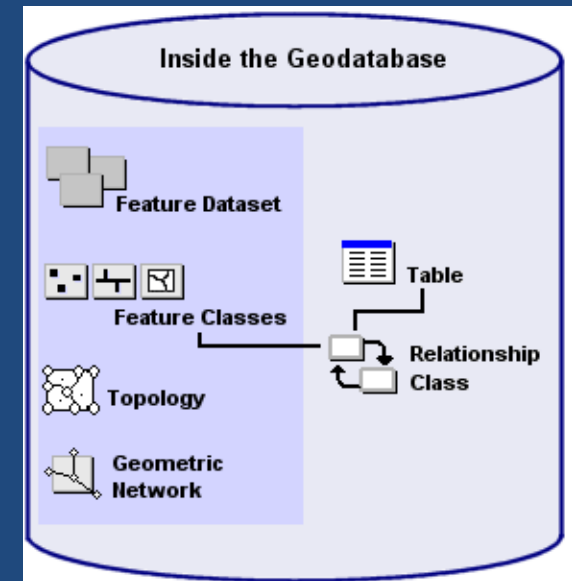 Inside the Geodatabase
Feature Dataset
Feature Classes
Topology
Geometric
Network
Table
Relationship
Class